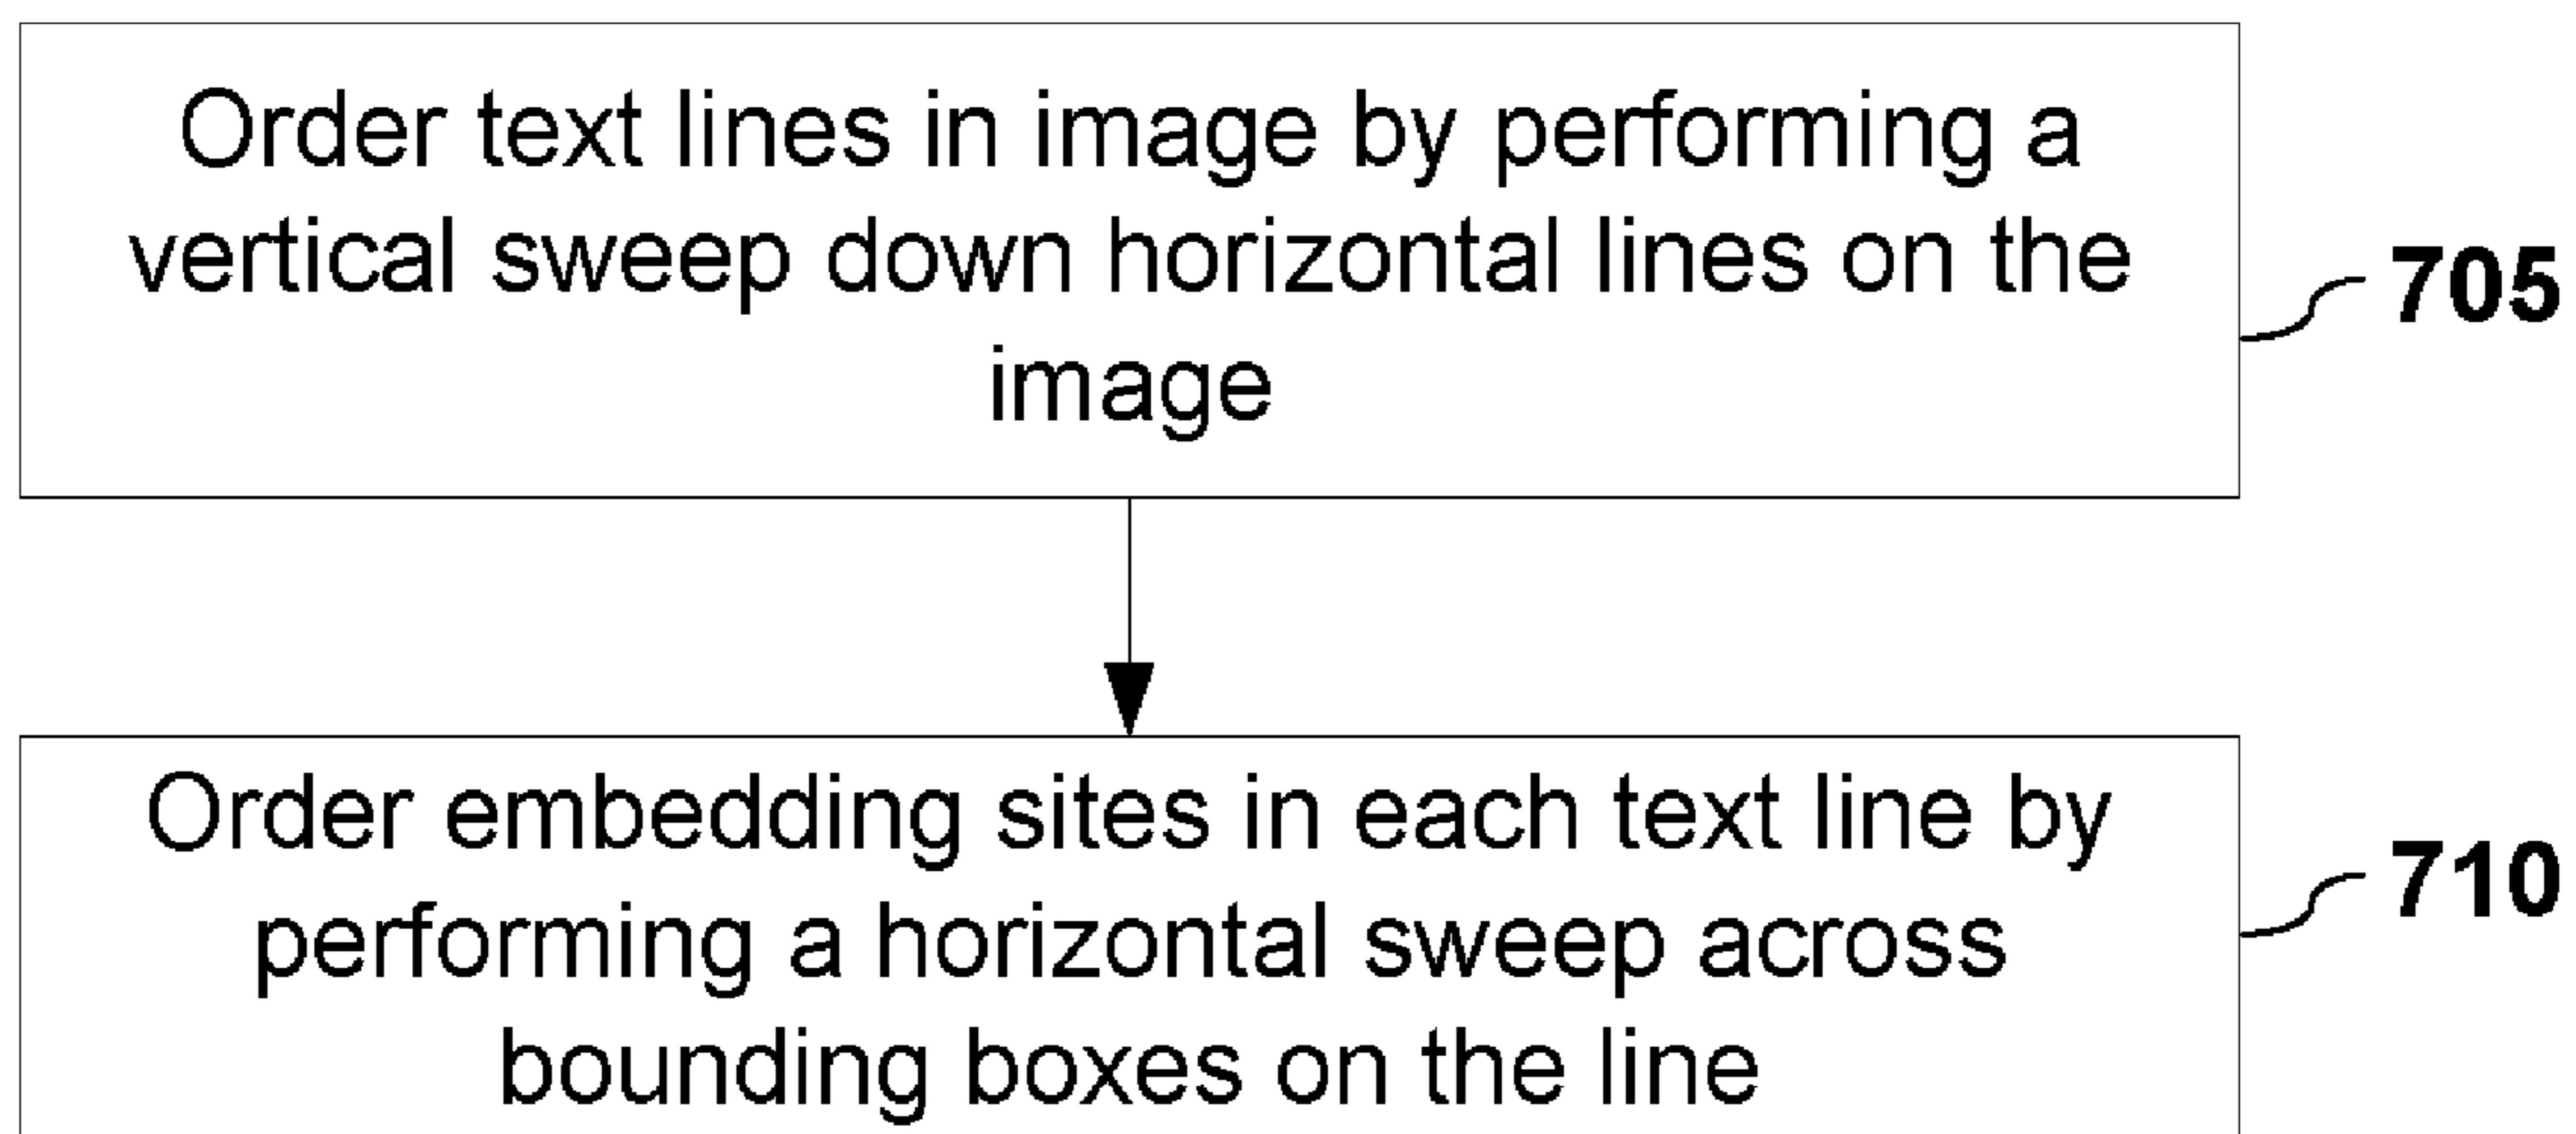 Order text lines in image by performing a
vertical sweep down horizontal lines on the
image
705
Order embedding sites in each text line by
performing a horizontal sweep across
bounding boxes on the line
710